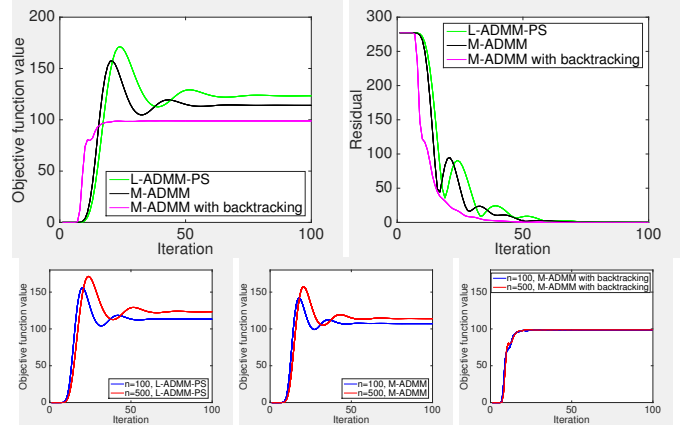 Objective function value
200
150
100
50
0
L-ADMM-PS
M-ADMM
M-ADMM with backtracking
0
50
100
Iteration
Residual
300
250
200
150
100
50
0
L-ADMM-PS
M-ADMM
M-ADMM with backtracking
0
50
100
Iteration
Objective function value
150
100
50
0
n=100, L-ADMM-PS
n=500, L-ADMM-PS
0
50
100
Iteration
Objective function value
150
100
50
0
n=100, M-ADMM
n=500, M-ADMM
0
50
100
Iteration
Objective function value
150
100
50
0
n=100, M-ADMM with backtracking
n=500, M-ADMM with backtracking
0
50
100
Iteration